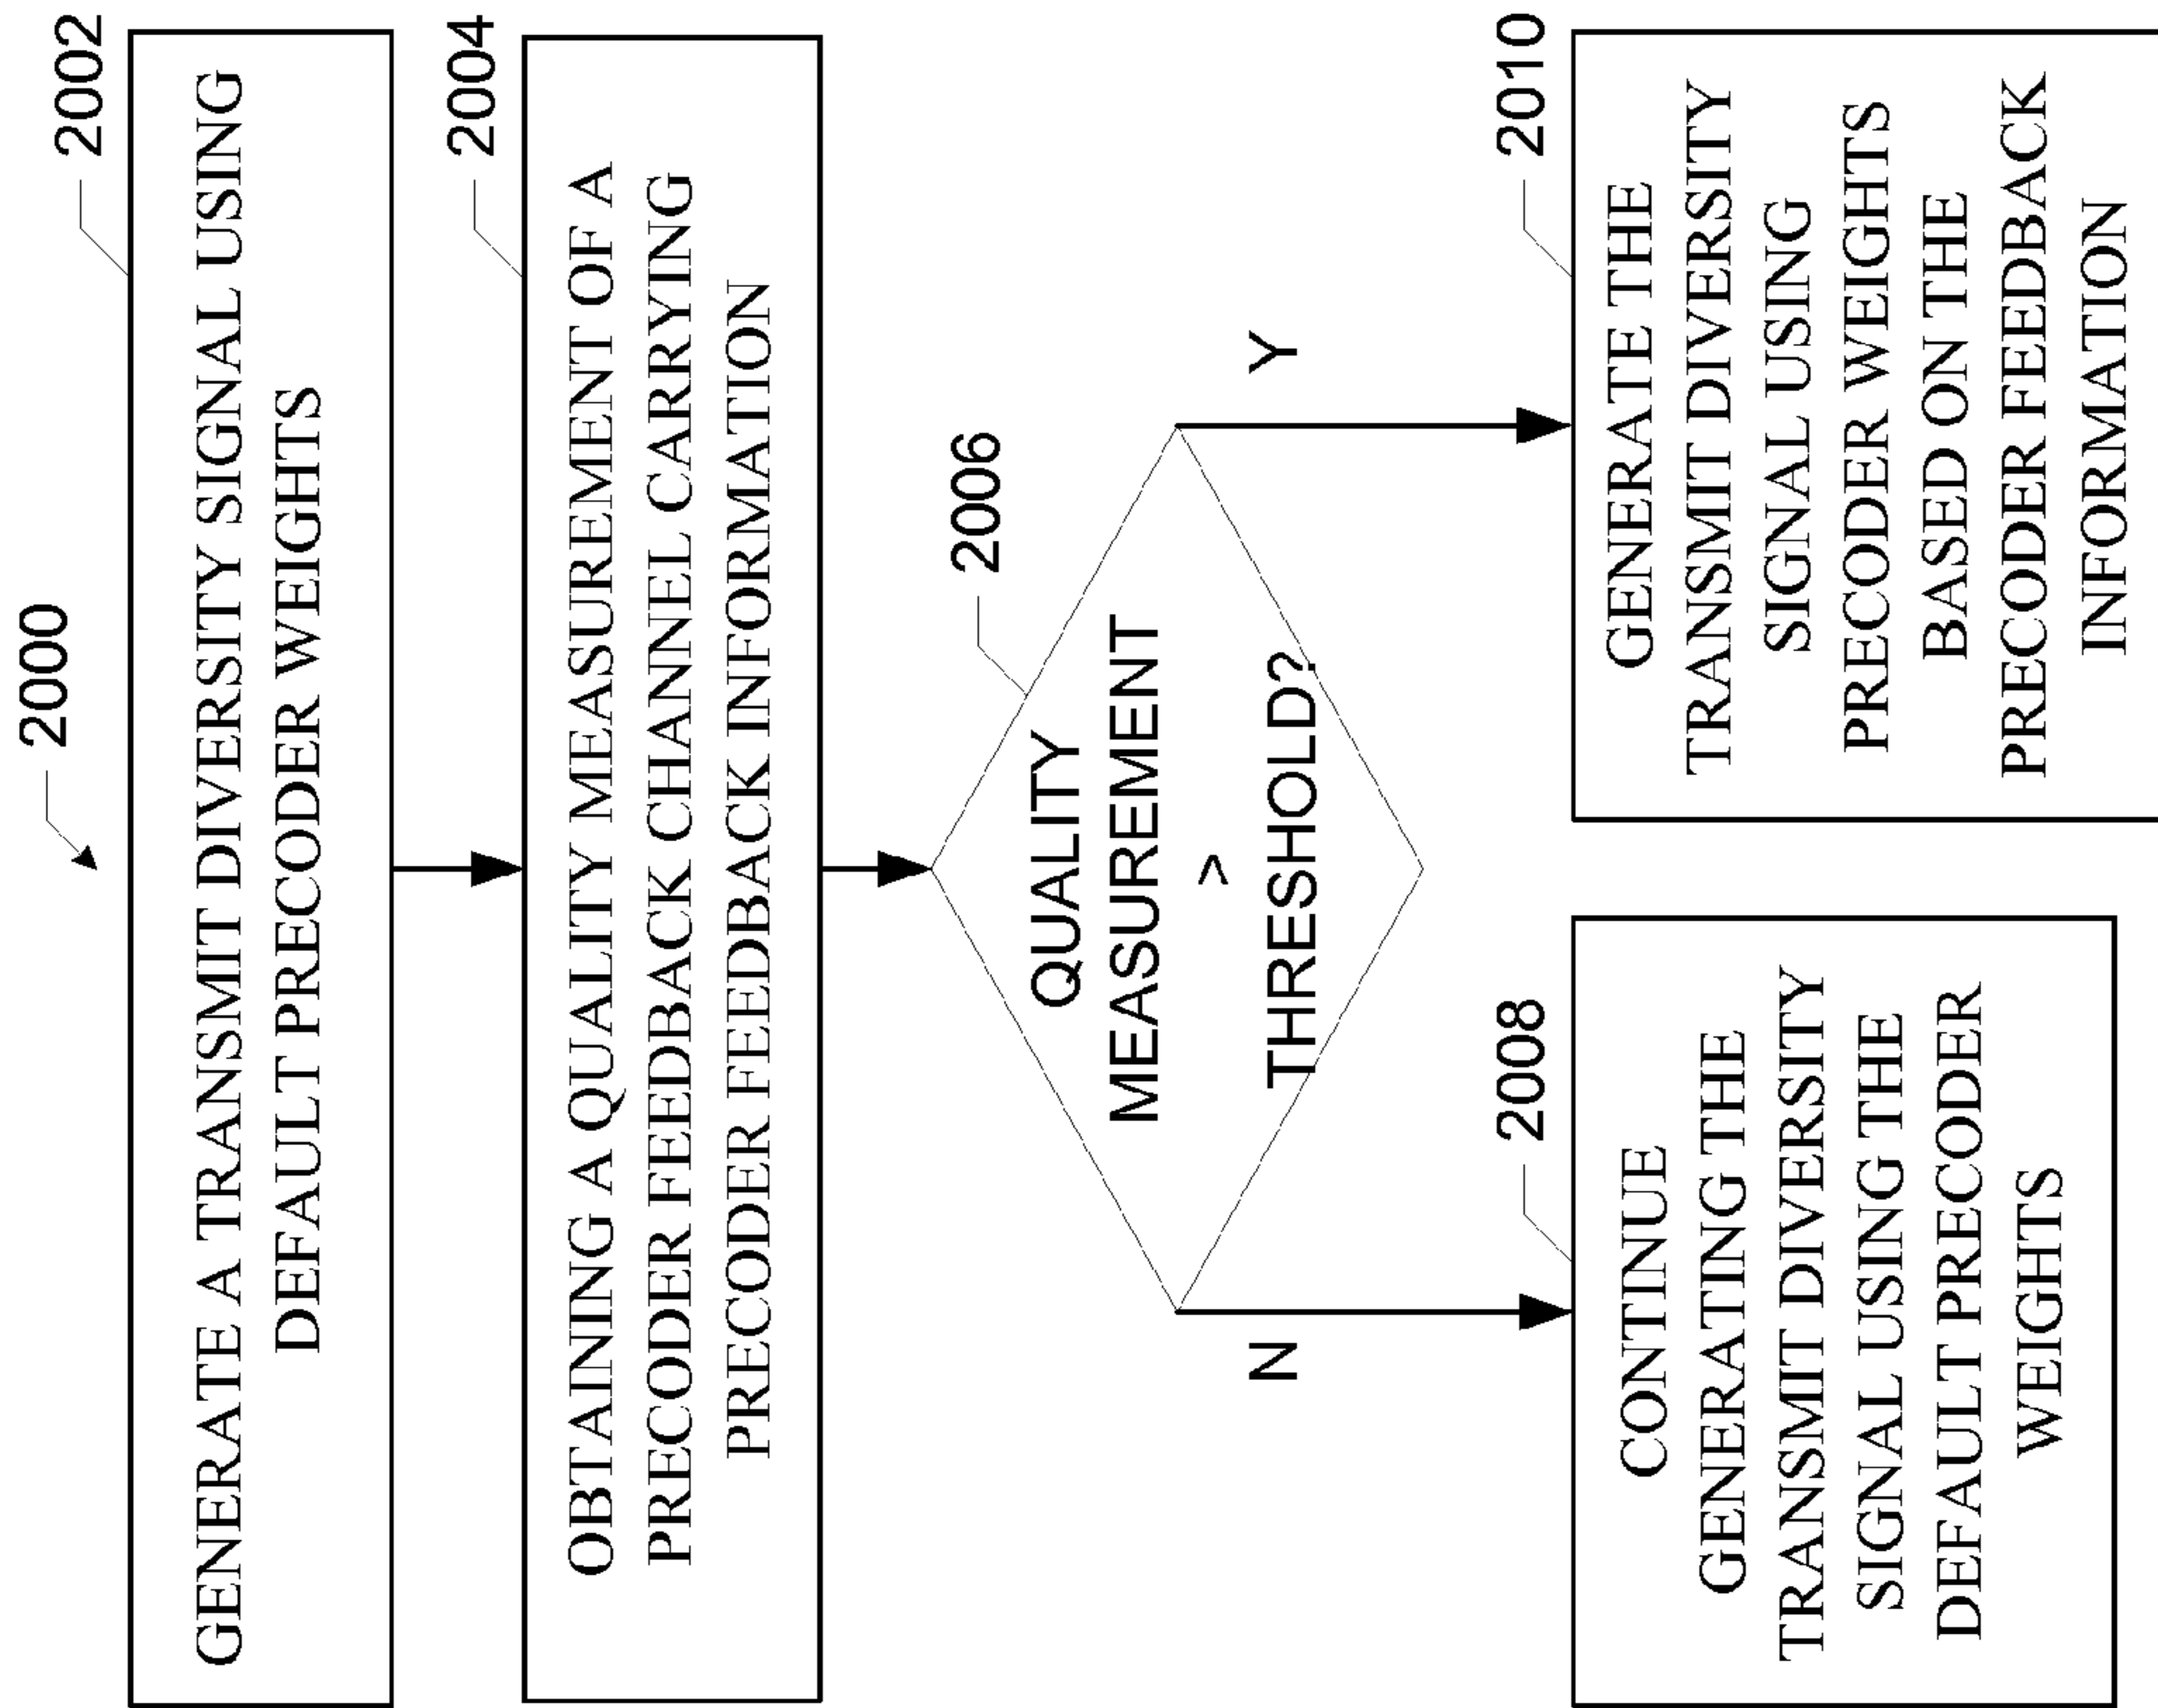 2000
2002
GENERATE A TRANSMIT DIVERSITY SIGNAL USING
DEFAULT PRECODER WEIGHTS
2004
OBTAINING A QUALITY MEASUREMENT OF A
PRECODER FEEDBACK CHANNEL CARRYING
PRECODER FEEDBACK INFORMATION
2006
QUALITY
MEASUREMENT
>
THRESHOLD?
N
Y
2008
CONTINUE
GENERATING THE
TRANSMIT DIVERSITY
SIGNAL USING THE
DEFAULT PRECODER
WEIGHTS
2010
GENERATE THE
TRANSMIT DIVERSITY
SIGNAL USING
PRECODER WEIGHTS
BASED ON THE
PRECODER FEEDBACK
INFORMATION